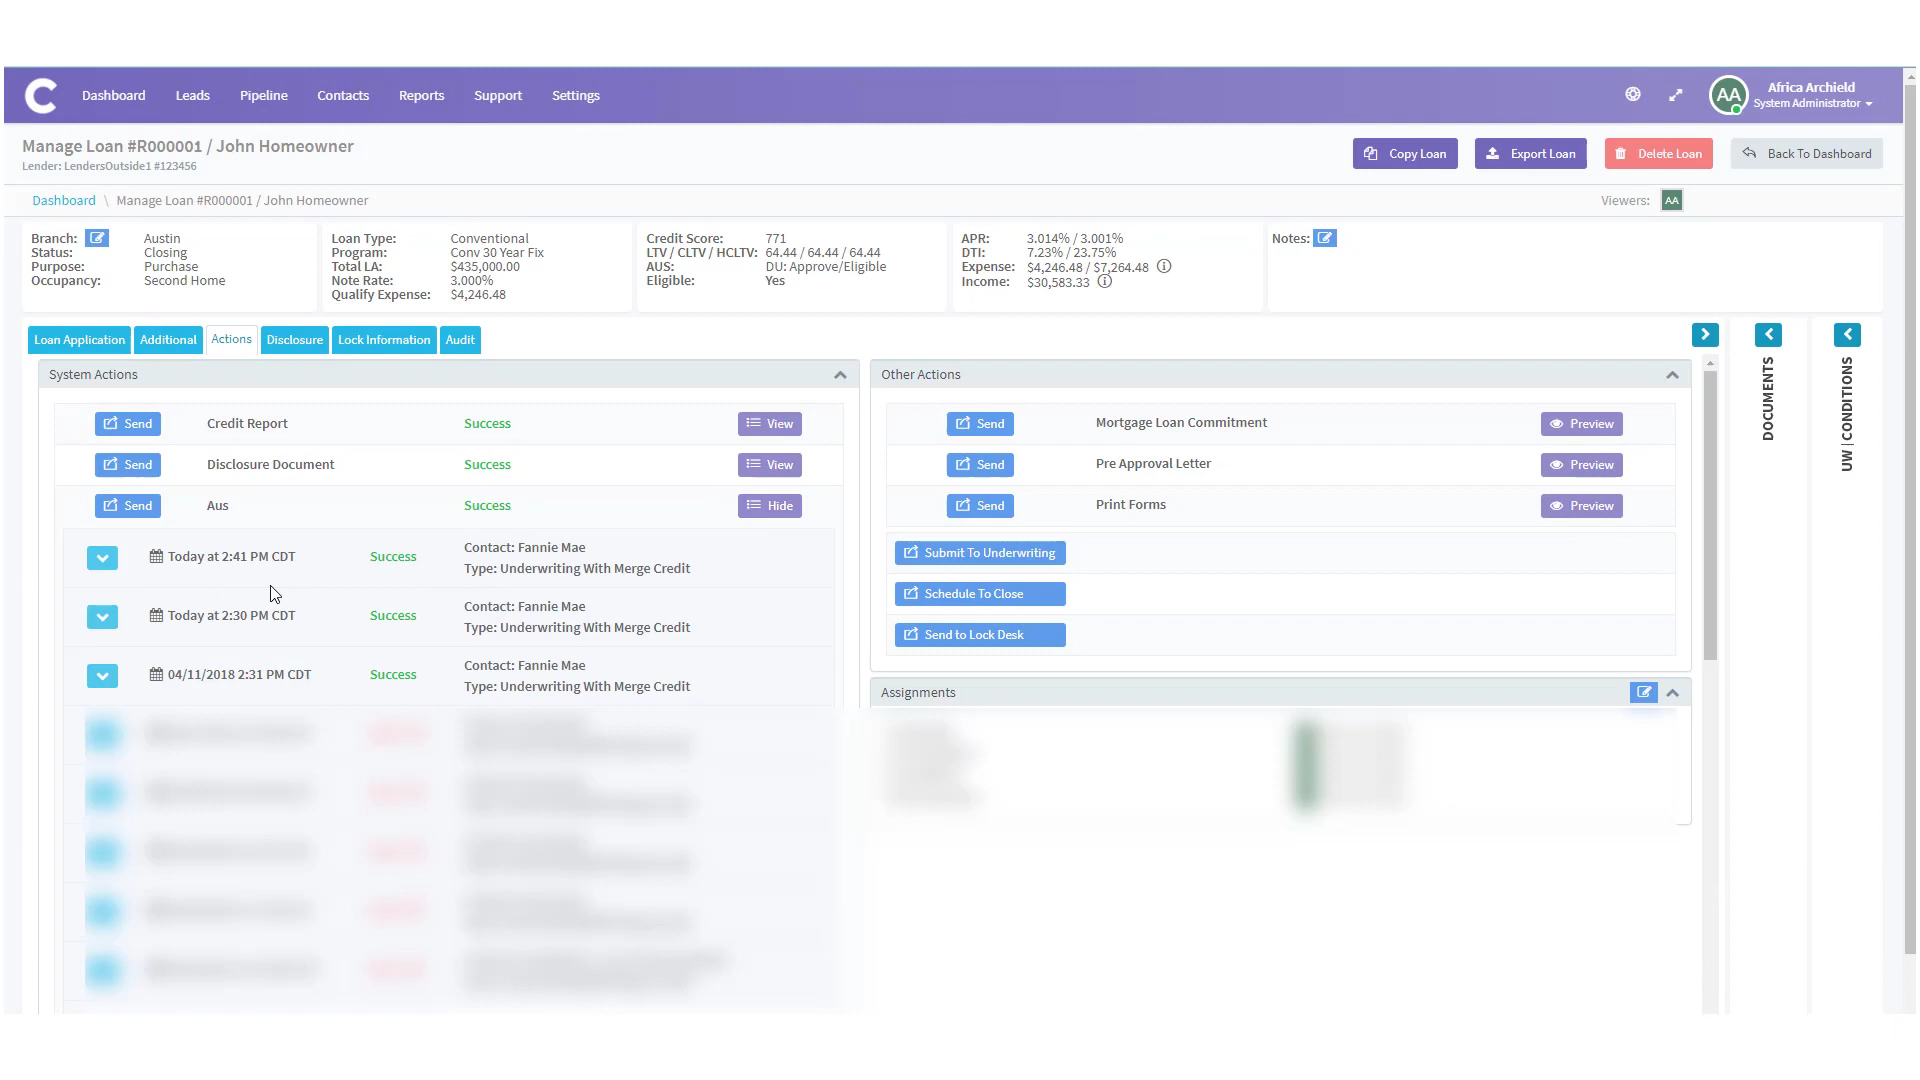 C Dashboard Leads Pipeline Contacts Reports Support Settings AA Africa Archield
System Administrator
Manage Loan #R000001 / John Homeowner
Lender: LendersOutside1 #123456
Copy Loan Export Loan Delete Loan Back To Dashboard
Dashboard \ Manage Loan #R000001 / John Homeowner Viewers: AA
Branch: Austin
Status: Closing
Purpose: Purchase
Occupancy: Second Home
Loan Type: Conventional
Program: Conv 30 Year Fix
Total LA: $435,000.00
Note Rate: 3.000%
Qualify Expense: $4,246.48
Credit Score: 771
LTV / CLTV / HCLTV: 64.44 / 64.44 / 64.44
AUS: DU: Approve/Eligible
Eligible: Yes
APR: 3.014% / 3.001%
DTI: 7.23% / 23.75%
Expense: $4,246.48 / $7,264.48
Income: $30,583.33
Notes:
Loan Application Additional Actions Disclosure Lock Information Audit
System Actions
Send Credit Report Success View
Send Disclosure Document Success View
Send Aus Success Hide
Today at 2:41 PM CDT Success Contact: Fannie Mae
Type: Underwriting With Merge Credit
Today at 2:30 PM CDT Success Contact: Fannie Mae
Type: Underwriting With Merge Credit
04/11/2018 2:31 PM CDT Success Contact: Fannie Mae
Type: Underwriting With Merge Credit
Other Actions
Send Mortgage Loan Commitment Preview
Send Pre Approval Letter Preview
Send Print Forms Preview
Submit To Underwriting
Schedule To Close
Send to Lock Desk
Assignments
DOCUMENTS
UW | CONDITIONS